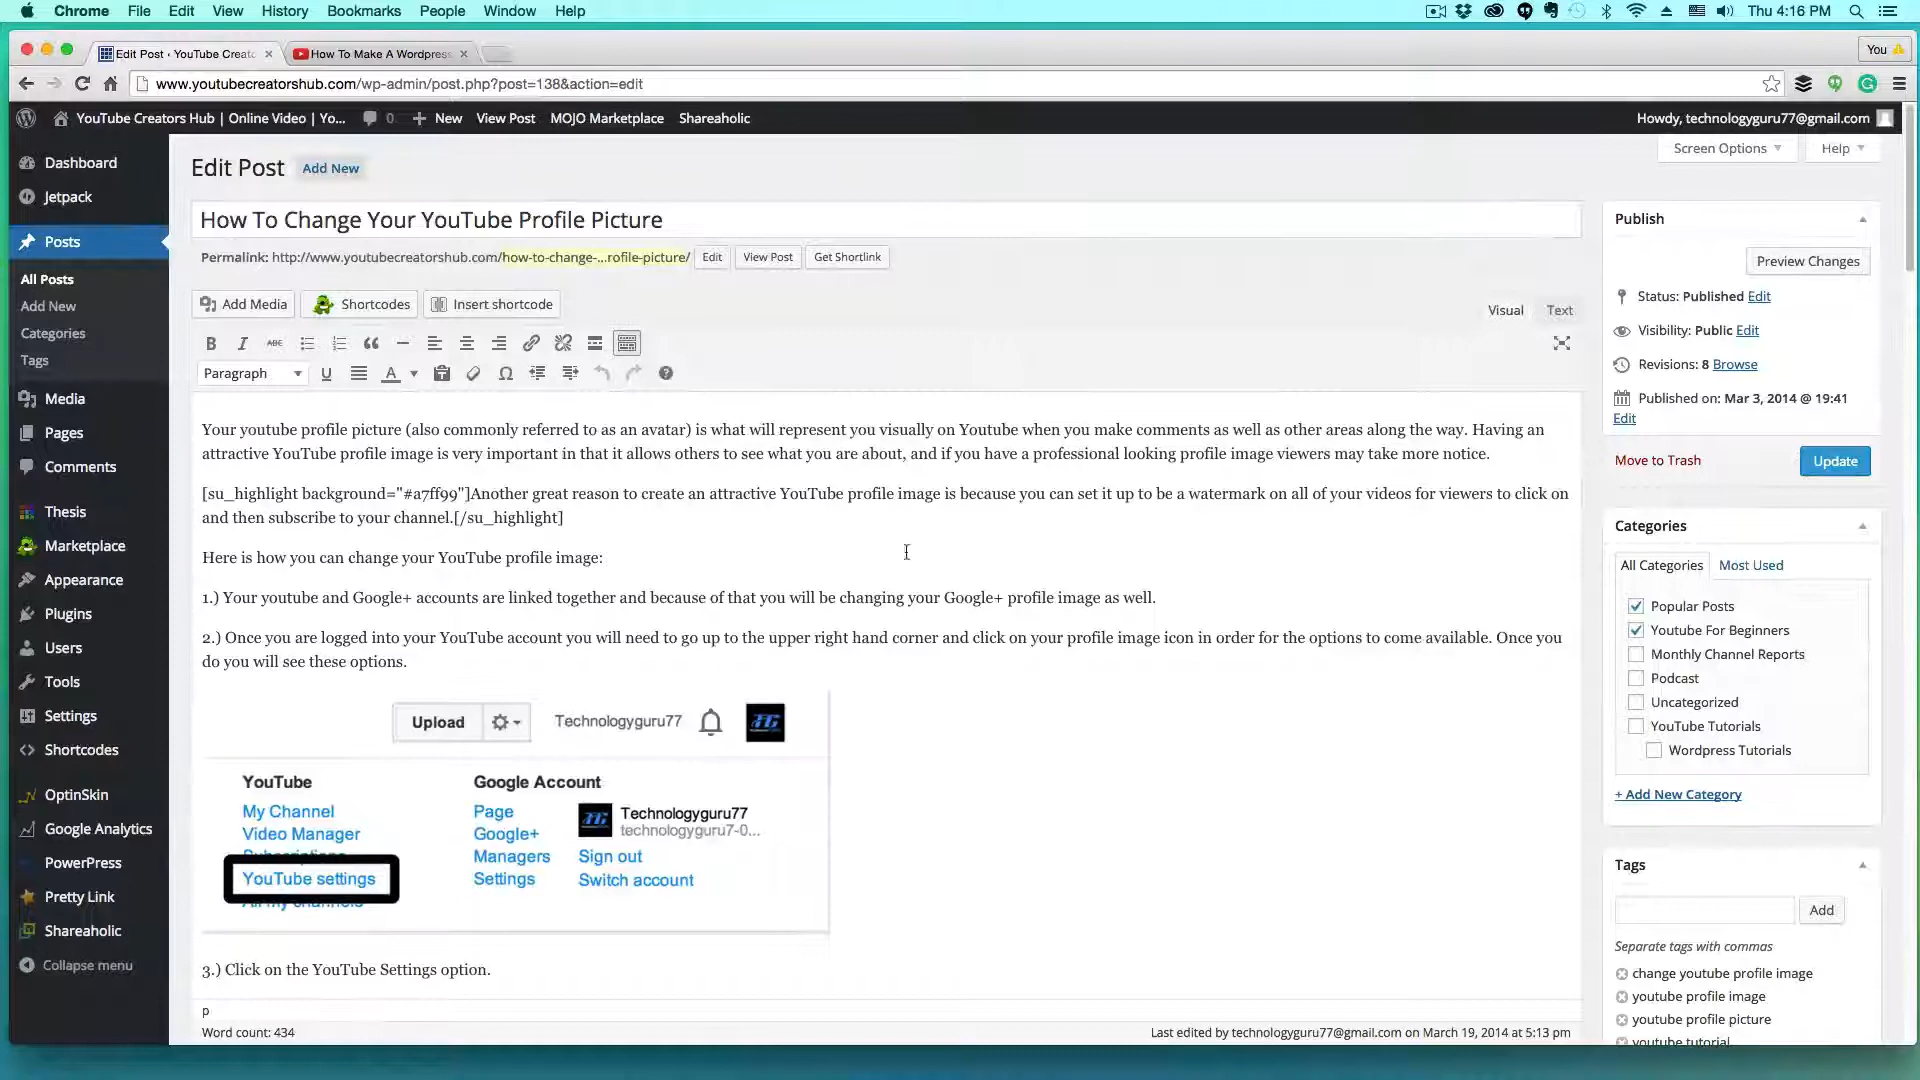 Chrome File Edit View History Bookmarks People Window Help Thu 4:16 PM
Edit Post ‹ YouTube Creato How To Make A Wordpress You
www.youtubecreatorshub.com/wp-admin/post.php?post=138&action=edit
YouTube Creators Hub | Online Video | Yo... 0 New View Post MOJO Marketplace Shareaholic Howdy, technologyguru77@gmail.com
Screen Options Help
Dashboard
Jetpack
Posts
All Posts
Add New
Categories
Tags
Media
Pages
Comments
Thesis
Marketplace
Appearance
Plugins
Users
Tools
Settings
Shortcodes
OptinSkin
Google Analytics
PowerPress
Pretty Link
Shareaholic
Collapse menu
Edit Post Add New
How To Change Your YouTube Profile Picture
Permalink: http://www.youtubecreatorshub.com/how-to-change-...rofile-picture/ Edit View Post Get Shortlink
Add Media Shortcodes Insert shortcode
Visual Text
B I ABC
Paragraph U A Ω ?
Your youtube profile picture (also commonly referred to as an avatar) is what will represent you visually on Youtube when you make comments as well as other areas along the way. Having an
attractive YouTube profile image is very important in that it allows others to see what you are about, and if you have a professional looking profile image viewers may take more notice.
[su_highlight background="#a7ff99"]Another great reason to create an attractive YouTube profile image is because you can set it up to be a watermark on all of your videos for viewers to click on
and then subscribe to your channel.[/su_highlight]
Here is how you can change your YouTube profile image:
1.) Your youtube and Google+ accounts are linked together and because of that you will be changing your Google+ profile image as well.
2.) Once you are logged into your YouTube account you will need to go up to the upper right hand corner and click on your profile image icon in order for the options to come available. Once you
do you will see these options.
Upload Technologyguru77 TG
YouTube Google Account
My Channel Page Technologyguru77
Video Manager Google+ technologyguru7-0...
Subscriptions Managers Sign out
YouTube settings Settings Switch account
All my channels
3.) Click on the YouTube Settings option.
p
Word count: 434 Last edited by technologyguru77@gmail.com on March 19, 2014 at 5:13 pm
Publish
Preview Changes
Status: Published Edit
Visibility: Public Edit
Revisions: 8 Browse
Published on: Mar 3, 2014 @ 19:41
Edit
Move to Trash Update
Categories
All Categories Most Used
Popular Posts
Youtube For Beginners
Monthly Channel Reports
Podcast
Uncategorized
YouTube Tutorials
Wordpress Tutorials
+ Add New Category
Tags
Add
Separate tags with commas
change youtube profile image
youtube profile image
youtube profile picture
youtube tutorial